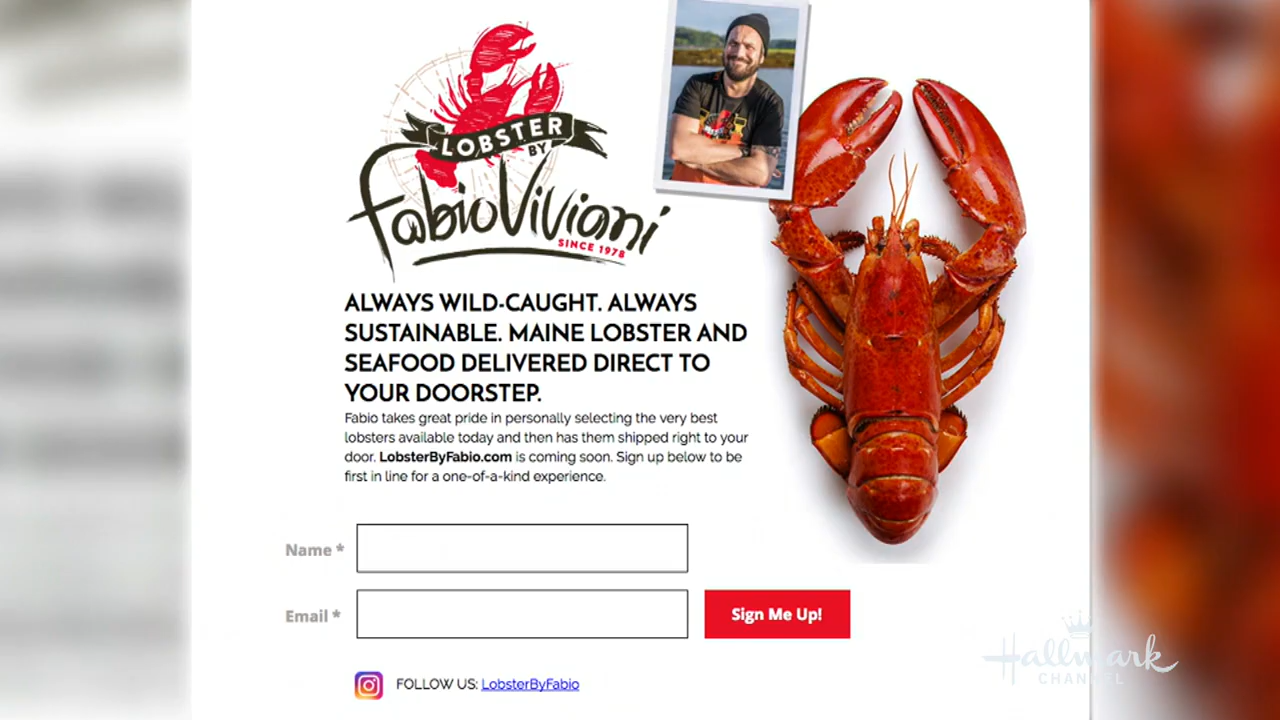 LOBSTER
BY
Fabio Viviani
SINCE 1978
ALWAYS WILD-CAUGHT. ALWAYS
SUSTAINABLE. MAINE LOBSTER AND
SEAFOOD DELIVERED DIRECT TO
YOUR DOORSTEP.
Fabio takes great pride in personally selecting the very best
lobsters available today and then has them shipped right to your
door. LobsterByFabio.com is coming soon. Sign up below to be
first in line for a one-of-a-kind experience.
Name *
Email *
Sign Me Up!
FOLLOW US: LobsterByFabio
Hallmark
CHANNEL